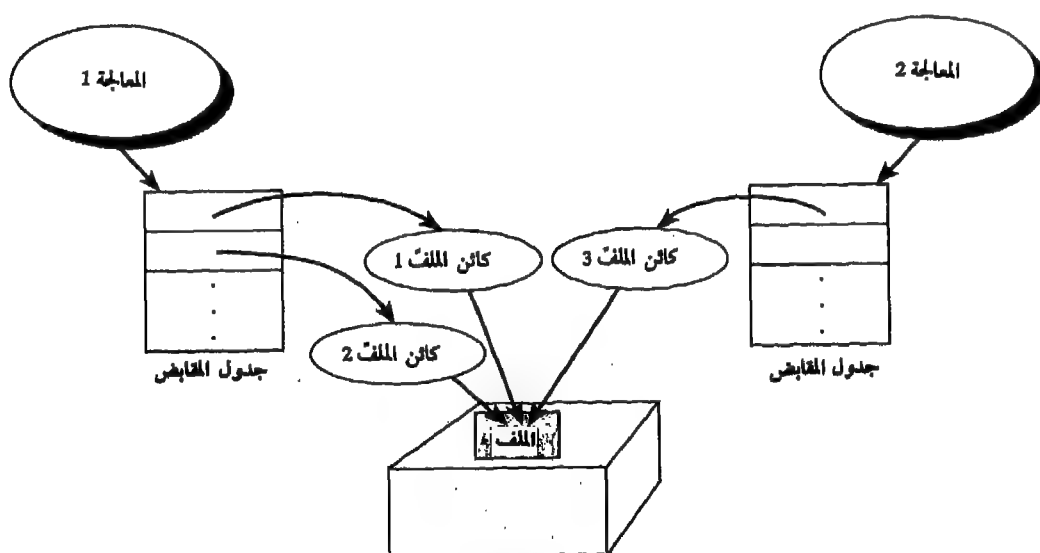 المعالجة 1
المعالجة 2
كائن الملفّ 1
كائن الملفّ 3
كائن الملفّ 2
جدول المقابض
جدول المقابض
الملف